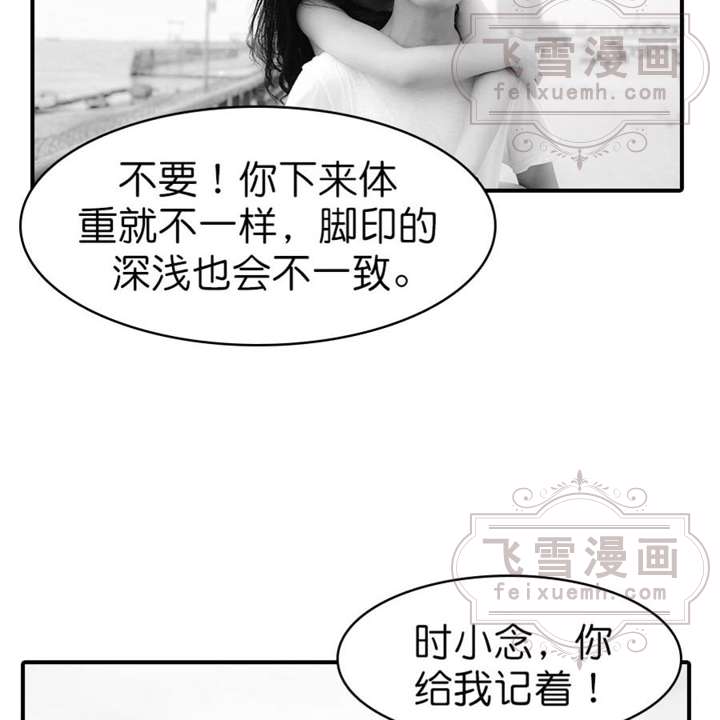 飞雪漫画
feixuemh.com
不要！你下来体
重就不一样，脚印的
深浅也会不一致。
飞雪漫画
feixuemh.com
时小念，你
给我记着！